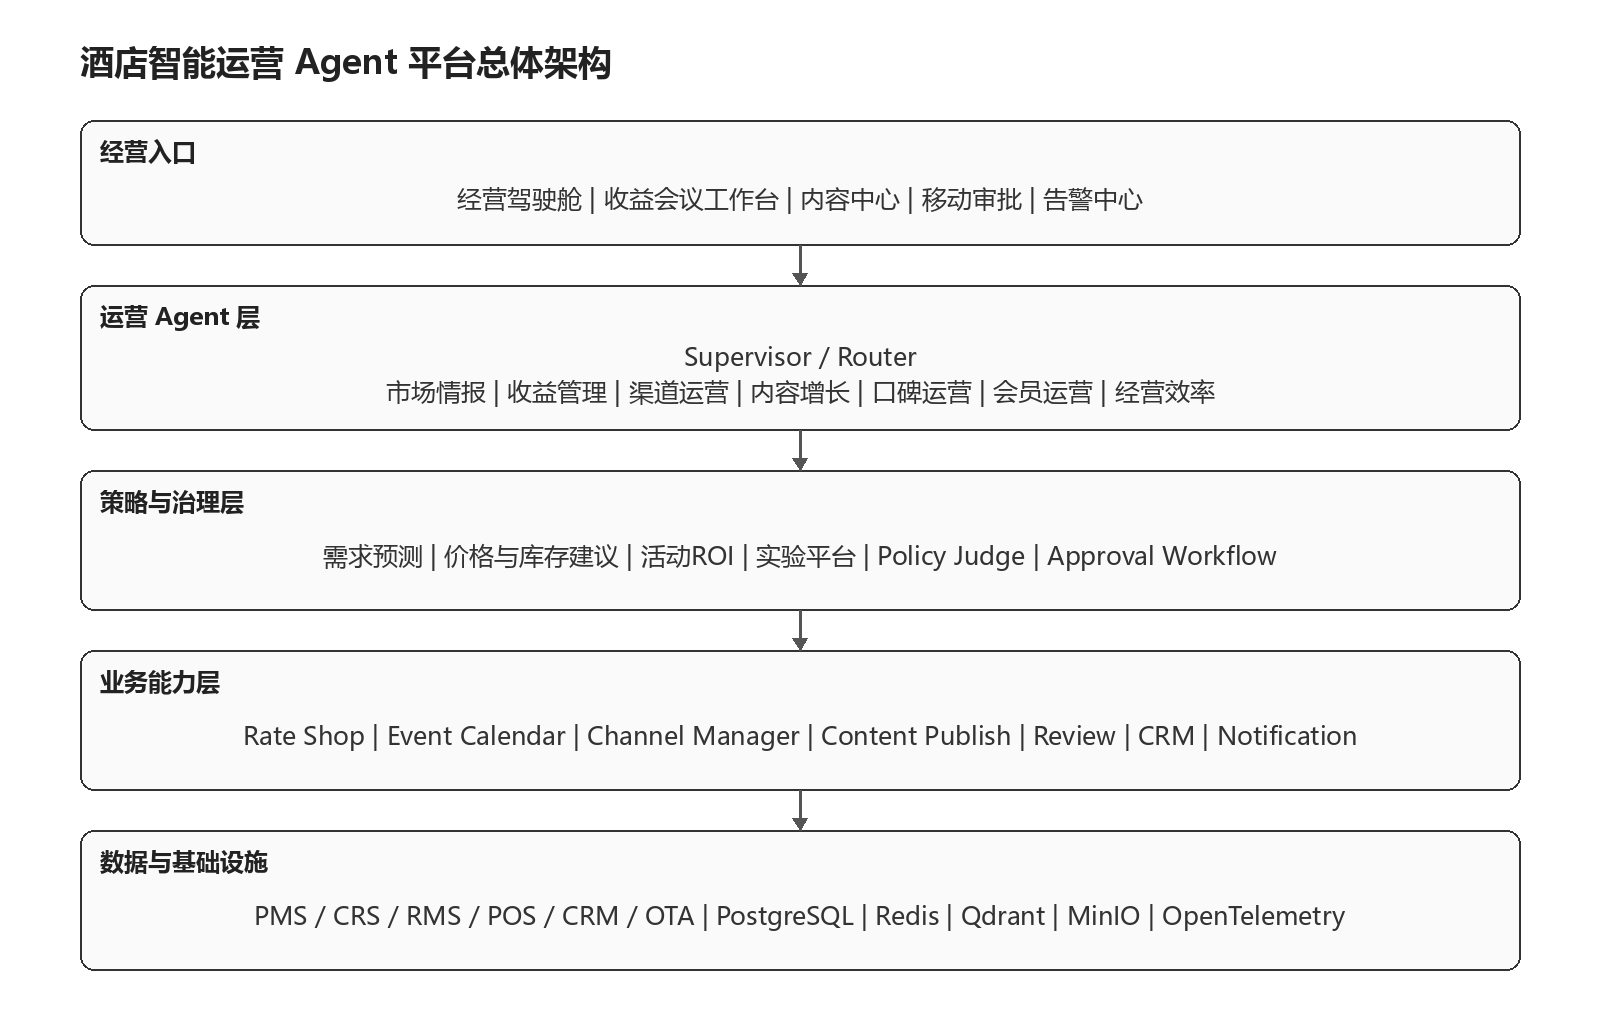 酒店智能运营 Agent 平台总体架构
经营入口
经营驾驶舱 | 收益会议工作台 | 内容中心 | 移动审批 | 告警中心
运营 Agent 层
Supervisor / Router
市场情报 | 收益管理 | 渠道运营 | 内容增长 | 口碑运营 | 会员运营 | 经营效率
策略与治理层
需求预测 | 价格与库存建议 | 活动ROI | 实验平台 | Policy Judge | Approval Workflow
业务能力层
Rate Shop | Event Calendar | Channel Manager | Content Publish | Review | CRM | Notification
数据与基础设施
PMS / CRS / RMS / POS / CRM / OTA | PostgreSQL | Redis | Qdrant | MinIO | OpenTelemetry